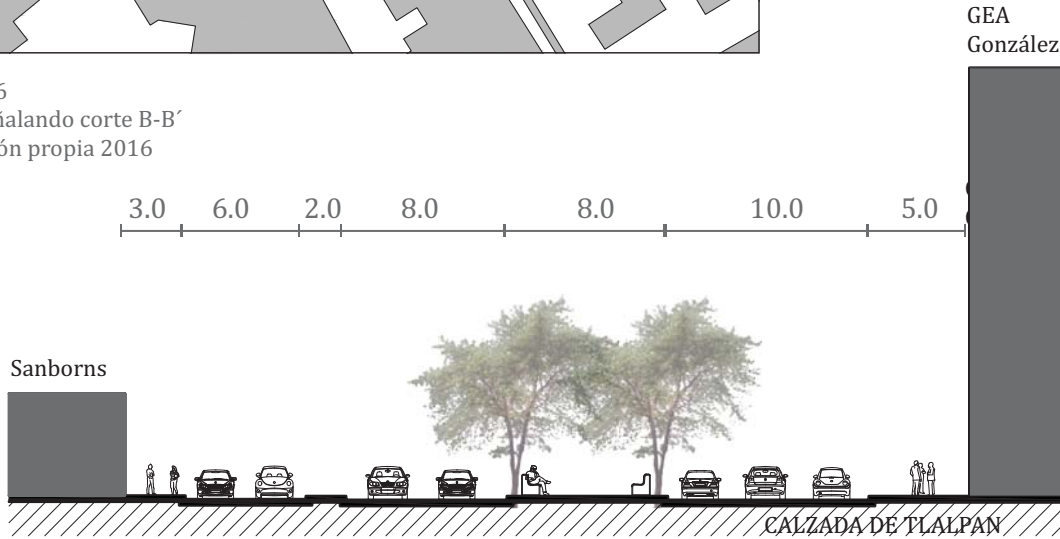 GEA
González
ñalando corte B-B´
ón propia 2016
3.0 6.0 2.0 8.0 8.0 10.0 5.0
Sanborns
CALZADA DE TLALPAN